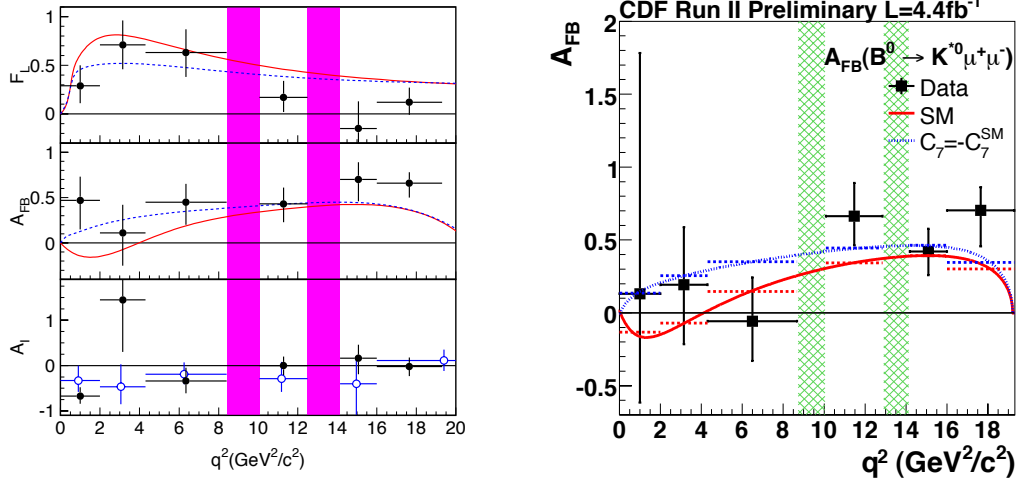 F_L
1
0.5
0
A_FB
0.5
0
A_I
1
0
-1
0 2 4 6 8 10 12 14 16 18 20
q²(GeV²/c²)
CDF Run II Preliminary L=4.4fb⁻¹
A_FB
A_FB(B⁰ → K*⁰μ⁺μ⁻)
Data
SM
C₇=-C₇^SM
2
1.5
1
0.5
0
-0.5
0 2 4 6 8 10 12 14 16 18
q² (GeV²/c²)